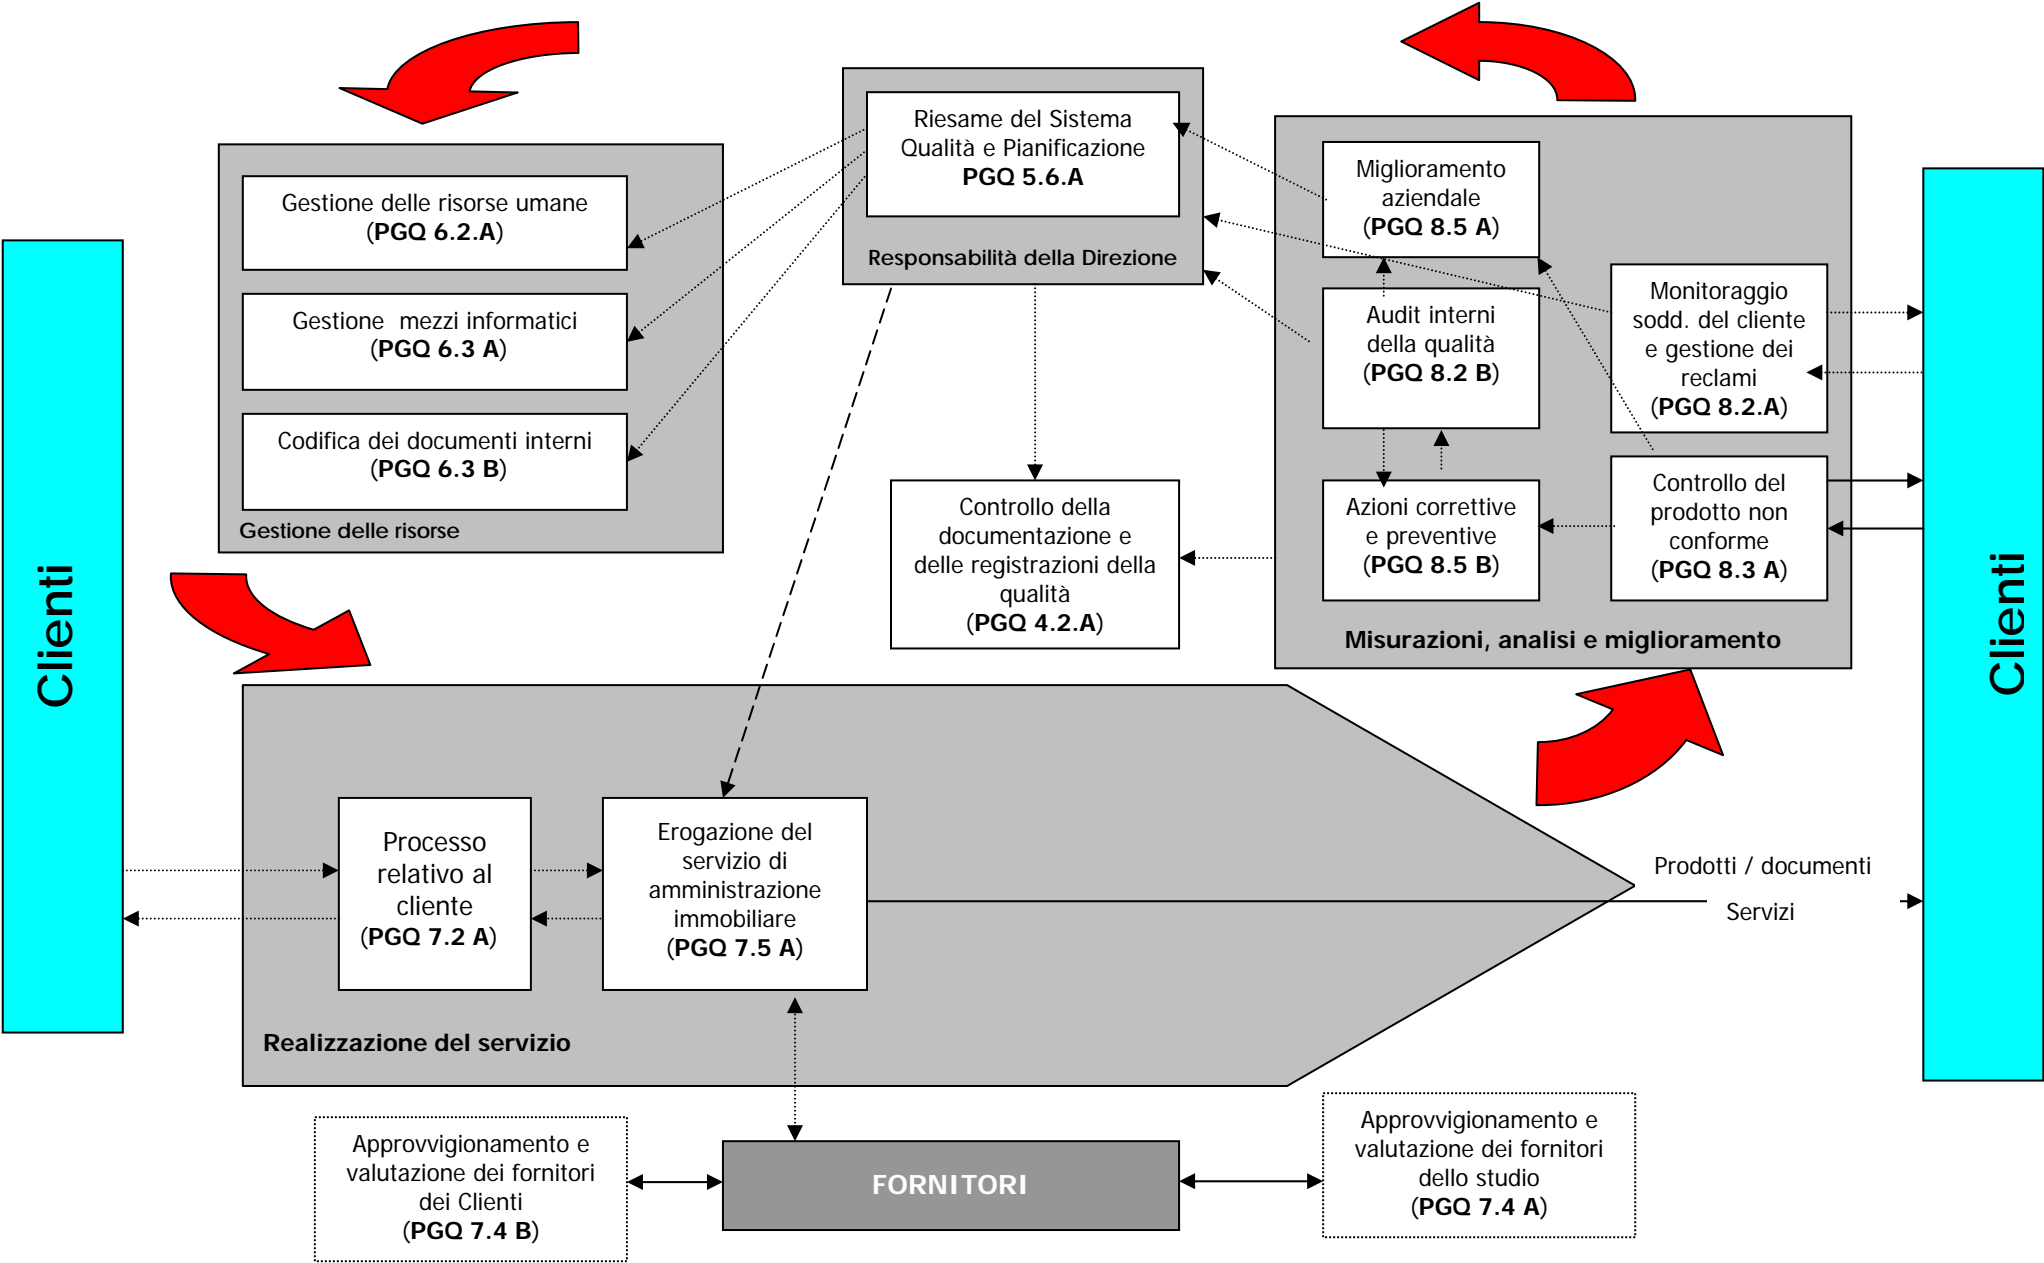 Clienti
Gestione delle risorse umane
(PGQ 6.2.A)
Gestione mezzi informatici
(PGQ 6.3 A)
Codifica dei documenti interni
(PGQ 6.3 B)
Gestione delle risorse
Riesame del Sistema
Qualità e Pianificazione
PGQ 5.6.A
Responsabilità della Direzione
Controllo della
documentazione e
delle registrazioni della
qualità
(PGQ 4.2.A)
Miglioramento
aziendale
(PGQ 8.5 A)
Audit interni
della qualità
(PGQ 8.2 B)
Azioni correttive
e preventive
(PGQ 8.5 B)
Monitoraggio
sodd. del cliente
e gestione dei
reclami
(PGQ 8.2.A)
Controllo del
prodotto non
conforme
(PGQ 8.3 A)
Misurazioni, analisi e miglioramento
Clienti
Processo
relativo al
cliente
(PGQ 7.2 A)
Erogazione del
servizio di
amministrazione
immobiliare
(PGQ 7.5 A)
Realizzazione del servizio
Prodotti / documenti
Servizi
Approvvigionamento e
valutazione dei fornitori
dei Clienti
(PGQ 7.4 B)
FORNITORI
Approvvigionamento e
valutazione dei fornitori
dello studio
(PGQ 7.4 A)